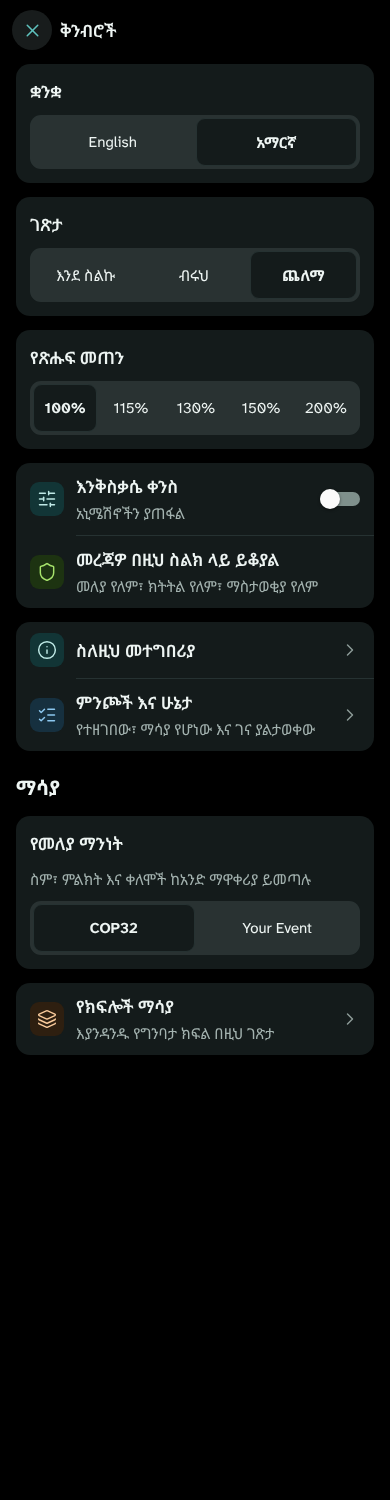 ቅንብሮች
ቋንቋ
English
አማርኛ
ገጽታ
እንደ ስልኩ
ብሩህ
ጨለማ
የጽሑፍ መጠን
100%
115%
130%
150%
200%
እንቅስቃሴ ቀንስ
አኒሜሽኖችን ያጠፋል
መረጃዎ በዚህ ስልክ ላይ ይቆያል
መለያ የለም፣ ክትትል የለም፣ ማስታወቂያ የለም
ስለዚህ መተግበሪያ
ምንጮች እና ሁኔታ
የተዘገበው፣ ማሳያ የሆነው እና ገና ያልታወቀው
ማሳያ
የመለያ ማንነት
ስም፣ ምልክት እና ቀለሞች ከአንድ ማዋቀሪያ ይመጣሉ
COP32
Your Event
የክፍሎች ማሳያ
እያንዳንዱ የግንባታ ክፍል በዚህ ገጽታ